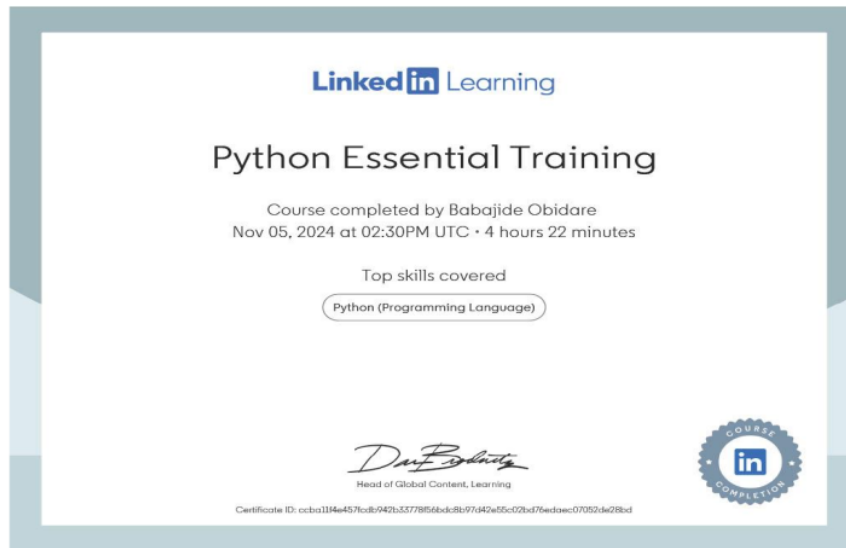 Linked in Learning
Python Essential Training
Course completed by Babajide Obidare
Nov 05, 2024 at 02:30PM UTC • 4 hours 22 minutes
Top skills covered
Python (Programming Language)
Head of Global Content, Learning
COURSE
in
COMPLETION
Certificate ID: